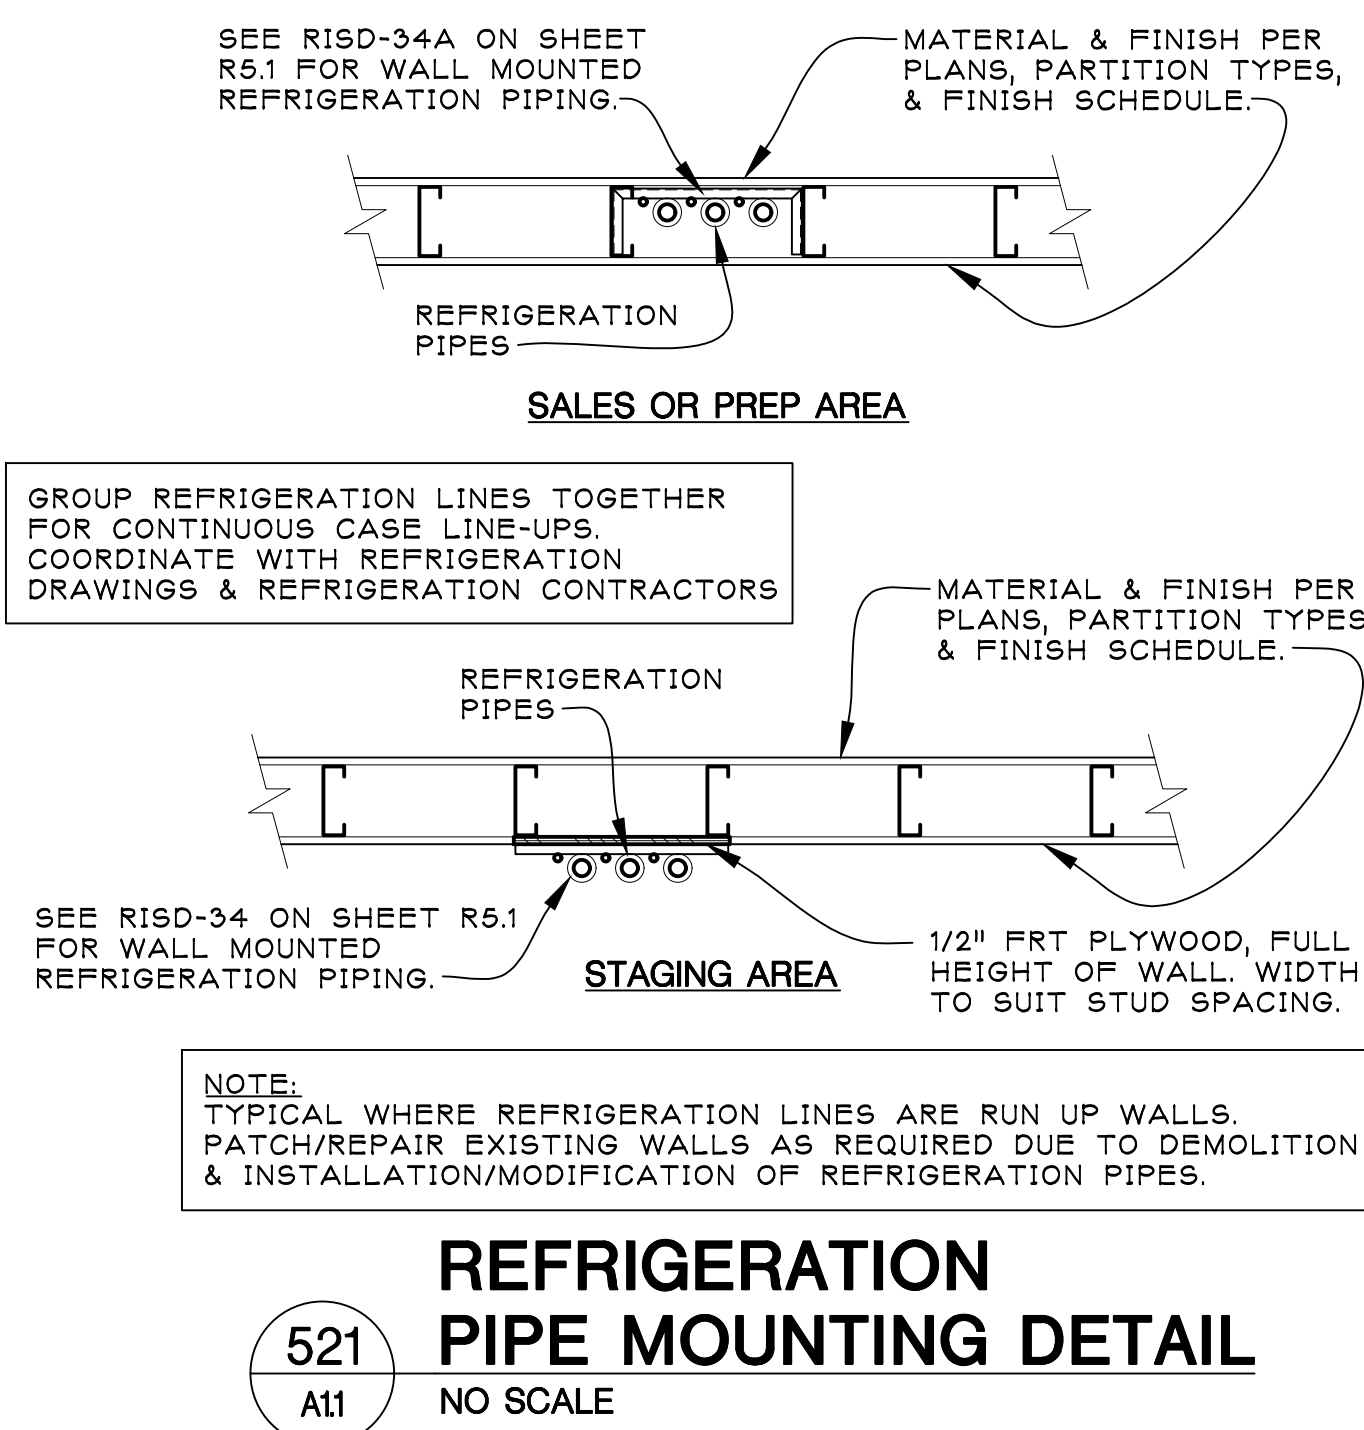 SEE RISD-34A ON SHEET
R5.1 FOR WALL MOUNTED
REFRIGERATION PIPING.
MATERIAL & FINISH PER
PLANS, PARTITION TYPES,
& FINISH SCHEDULE.
REFRIGERATION
PIPES
SALES OR PREP AREA
GROUP REFRIGERATION LINES TOGETHER
FOR CONTINUOUS CASE LINE-UPS.
COORDINATE WITH REFRIGERATION
DRAWINGS & REFRIGERATION CONTRACTORS
MATERIAL & FINISH PER
PLANS, PARTITION TYPES
& FINISH SCHEDULE.
REFRIGERATION
PIPES
SEE RISD-34 ON SHEET R5.1
FOR WALL MOUNTED
REFRIGERATION PIPING.
STAGING AREA
1/2" FRT PLYWOOD, FULL
HEIGHT OF WALL. WIDTH
TO SUIT STUD SPACING.
NOTE:
TYPICAL WHERE REFRIGERATION LINES ARE RUN UP WALLS.
PATCH/REPAIR EXISTING WALLS AS REQUIRED DUE TO DEMOLITION
& INSTALLATION/MODIFICATION OF REFRIGERATION PIPES.
REFRIGERATION
PIPE MOUNTING DETAIL
521
A1.1
NO SCALE